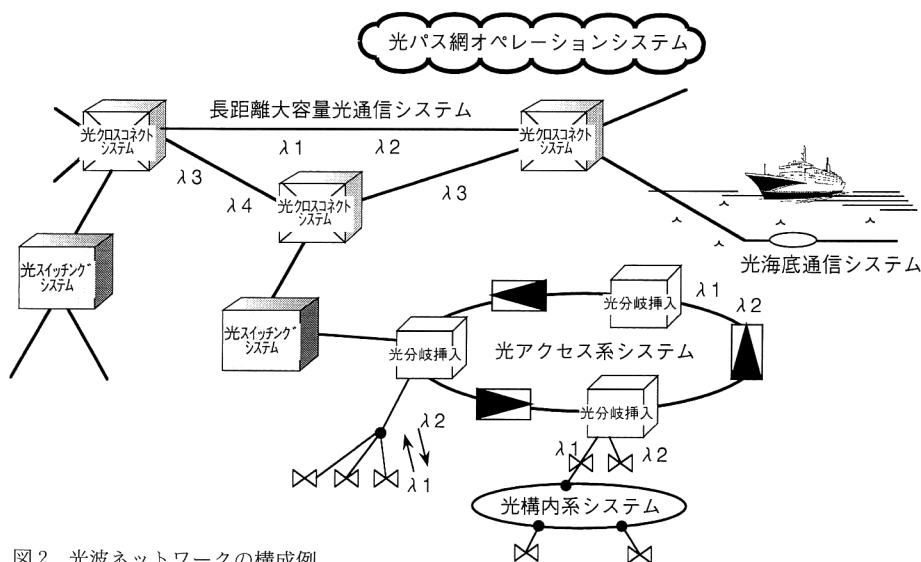 光パス網オペレーションシステム
長距離大容量光通信システム
光クロスコネクト
システム
λ1 λ2
光クロスコネクト
システム
λ3
λ4
光クロスコネクト
システム
λ3
光スイッチング
システム
光海底通信システム
光スイッチング
システム
光分岐挿入
光分岐挿入
λ1
λ2
光アクセス系システム
光分岐挿入
λ2
λ1
λ1
λ2
光構内系システム
図2 光波ネットワークの構成例